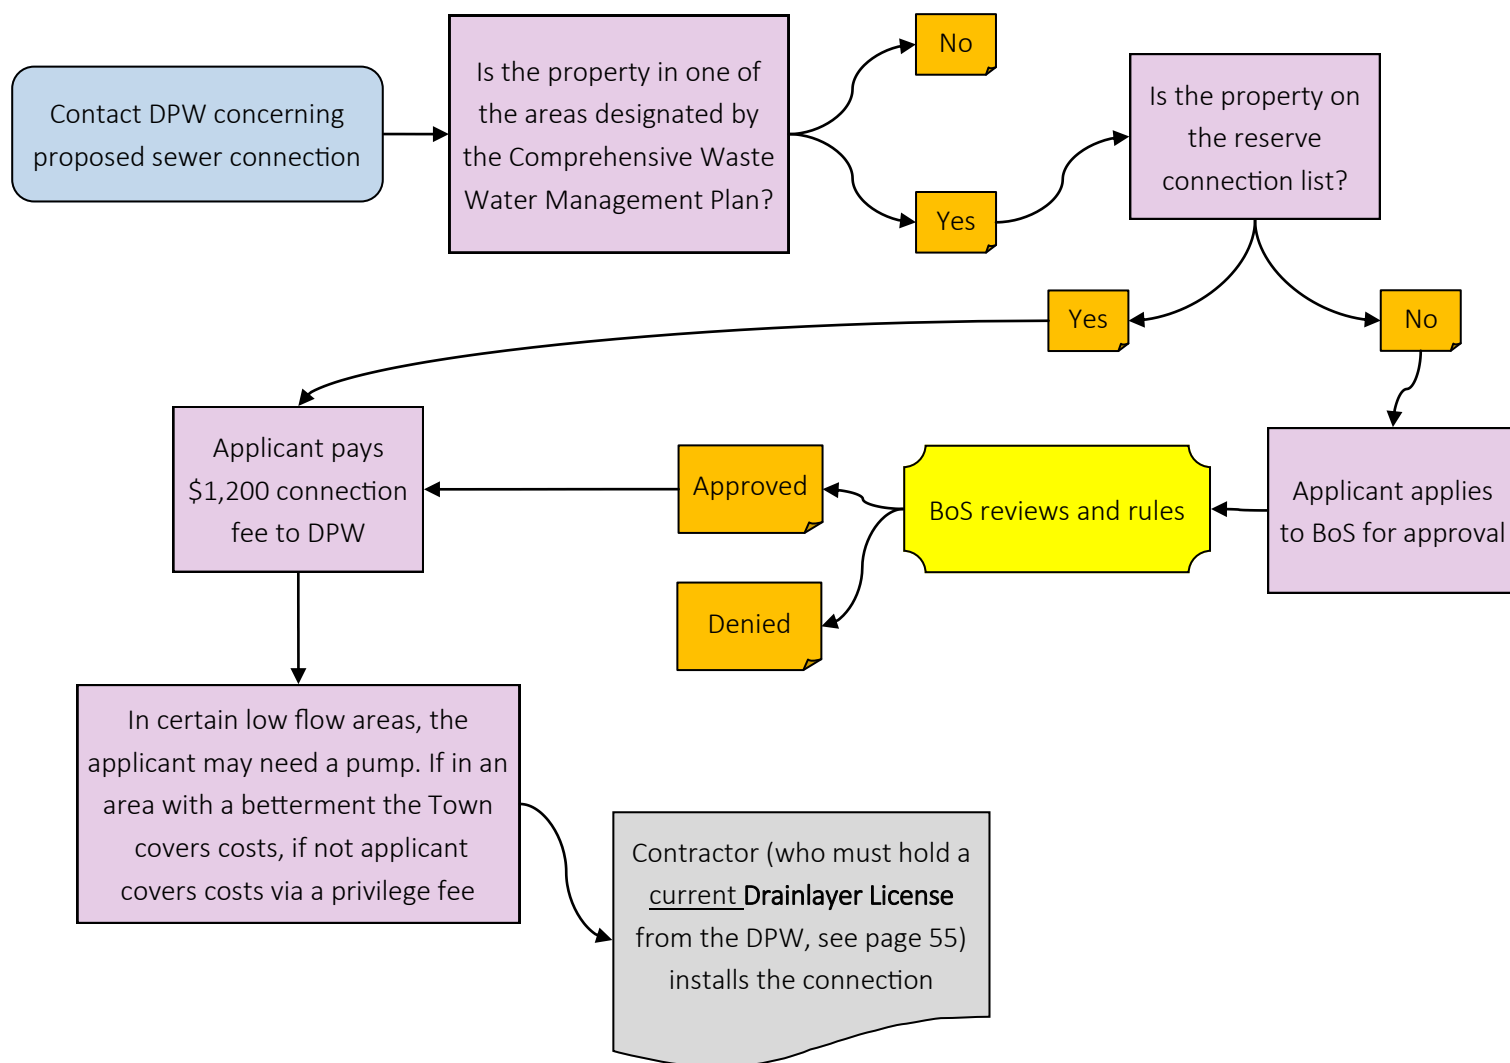 Contact DPW concerning
proposed sewer connection
Is the property in one of
the areas designated by
the Comprehensive Waste
Water Management Plan?
No
Yes
Is the property on
the reserve
connection list?
Yes
No
Applicant pays
$1,200 connection
fee to DPW
Approved
Denied
BoS reviews and rules
Applicant applies
to BoS for approval
In certain low flow areas, the
applicant may need a pump. If in an
area with a betterment the Town
covers costs, if not applicant
covers costs via a privilege fee
Contractor (who must hold a
current Drainlayer License
from the DPW, see page 55)
installs the connection